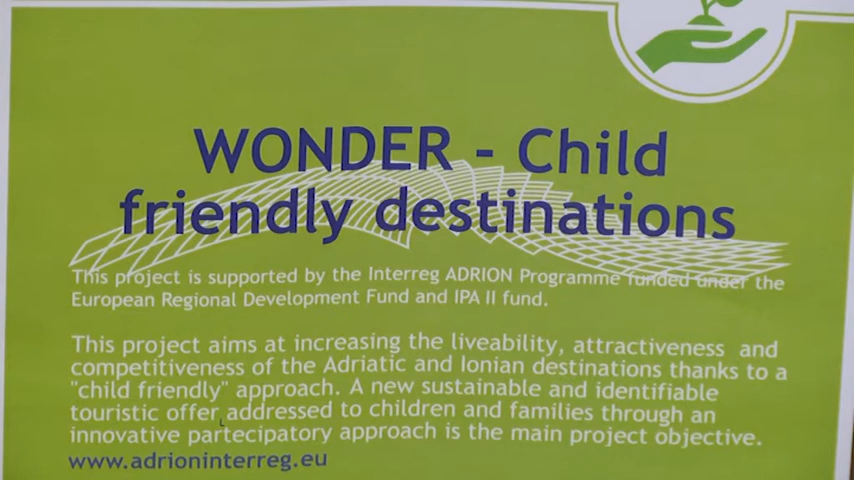 WONDER - Child
friendly destinations
This project is supported by the Interreg ADRION Programme funded under the
European Regional Development Fund and IPA II fund.
This project aims at increasing the liveability, attractiveness and
competitiveness of the Adriatic and Ionian destinations thanks to a
"child friendly" approach. A new sustainable and identifiable
touristic offer addressed to children and families through an
innovative partecipatory approach is the main project objective.
www.adrioninterreg.eu